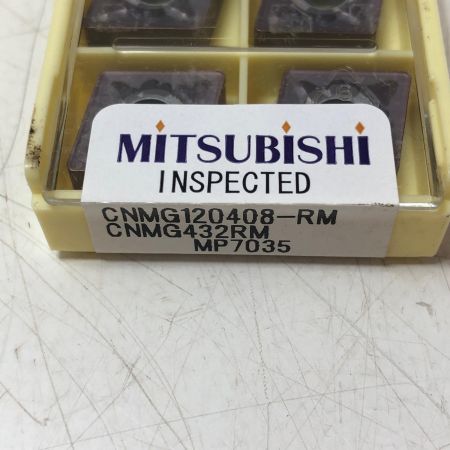 MITSUBISHI
INSPECTED
CNMG120408-RM
CNMG432RM
MP7035